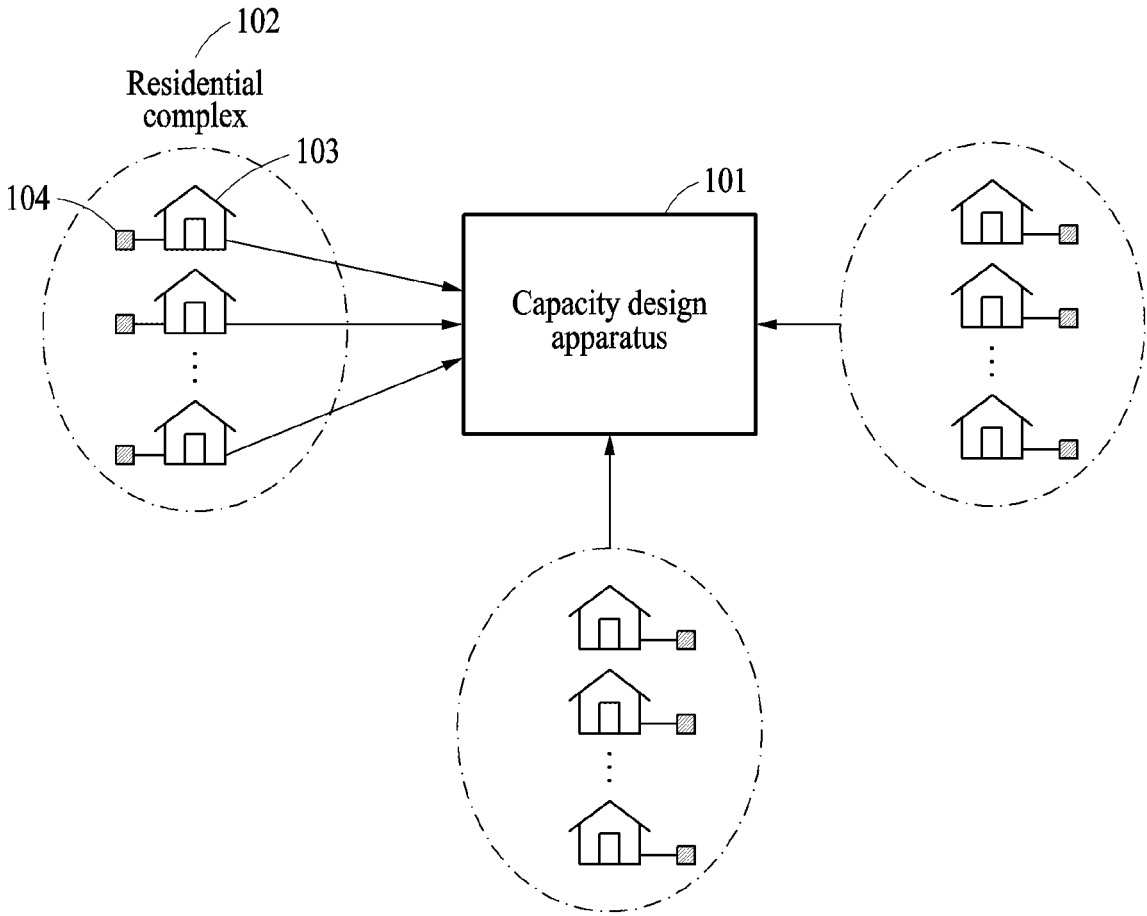 102
Residential
complex
103
104
101
Capacity design
apparatus